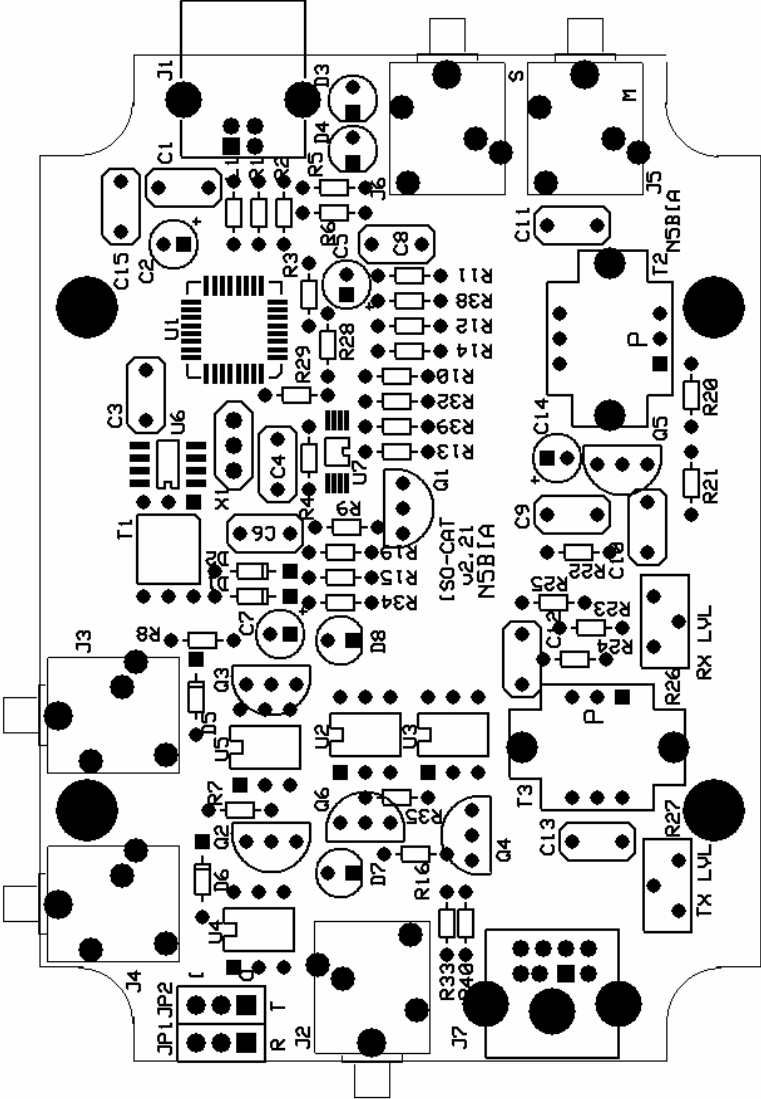 J1
D3
S
M
D4
C1
L1
R1
R2
R5
J6
J5
R6
C11
N5BIA
C15
C2
+
C5
C8
T2
R3
R11
R38
U1
+
R28
R12
P
R14
R29
R10
R20
C3
R32
U6
C14
R39
Q5
C4
U7
R13
X1
Q1
+
R21
R4
R9
C9
T1
C6
ISO-CAT
v2.21
N5BIA
R19
C10
D2
R22
D1
R15
R25
R34
R23
C7
+
J3
R8
D8
C12
R24
RX LVL
Q3
R26
D5
U5
U2
U3
P
T3
R7
Q6
R35
R27
Q2
Q4
C13
D6
D7
R16
TX LVL
U4
J4
I
O
R33
R40
JP2
T
JP1
R
J2
J7